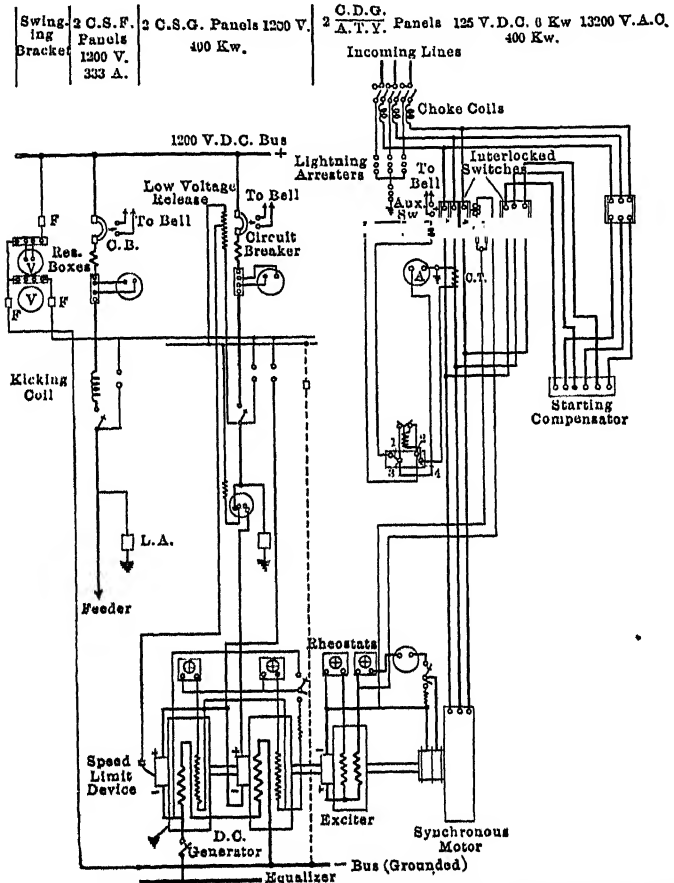 Swing-
ing
Bracket
2 C.S.F.
Panels
1200 V.
333 A.
2 C.S.G. Panels 1200 V.
400 Kw.
2 C.D.G. / A.T.Y. Panels 125 V.D.C. 6 Kw 13200 V.A.C.
400 Kw.
Incoming Lines
Choke Coils
1200 V.D.C. Bus +
Lightning
Arresters
To
Bell
Interlocked
Switches
Aux.
Sw
Low Voltage
Release
To Bell
F
To Bell
C.B.
Circuit
Breaker
Res.
Boxes
V
V
F
F
A
C.T.
Kicking
Coil
Starting
Compensator
1
2
3
4
L.A.
Feeder
Rheostats
+
+
Speed
Limit
Device
D.C.
Generator
Exciter
Synchronous
Motor
- Bus (Grounded)
Equalizer